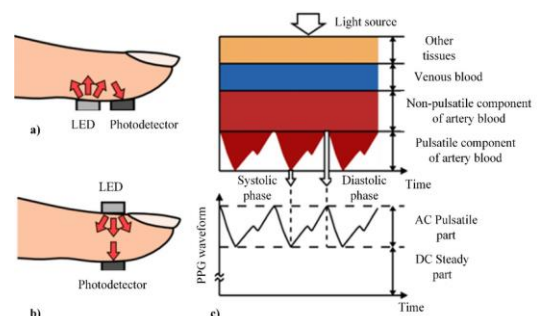 a)
LED
Photodetector
LED
Photodetector
b)
Light source
Other
tissues
Venous blood
Non-pulsatile component
of artery blood
Pulsatile component
of artery blood
Time
Systolic
phase
Diastolic
phase
PPG waveform
AC Pulsatile
part
DC Steady
part
Time
c)